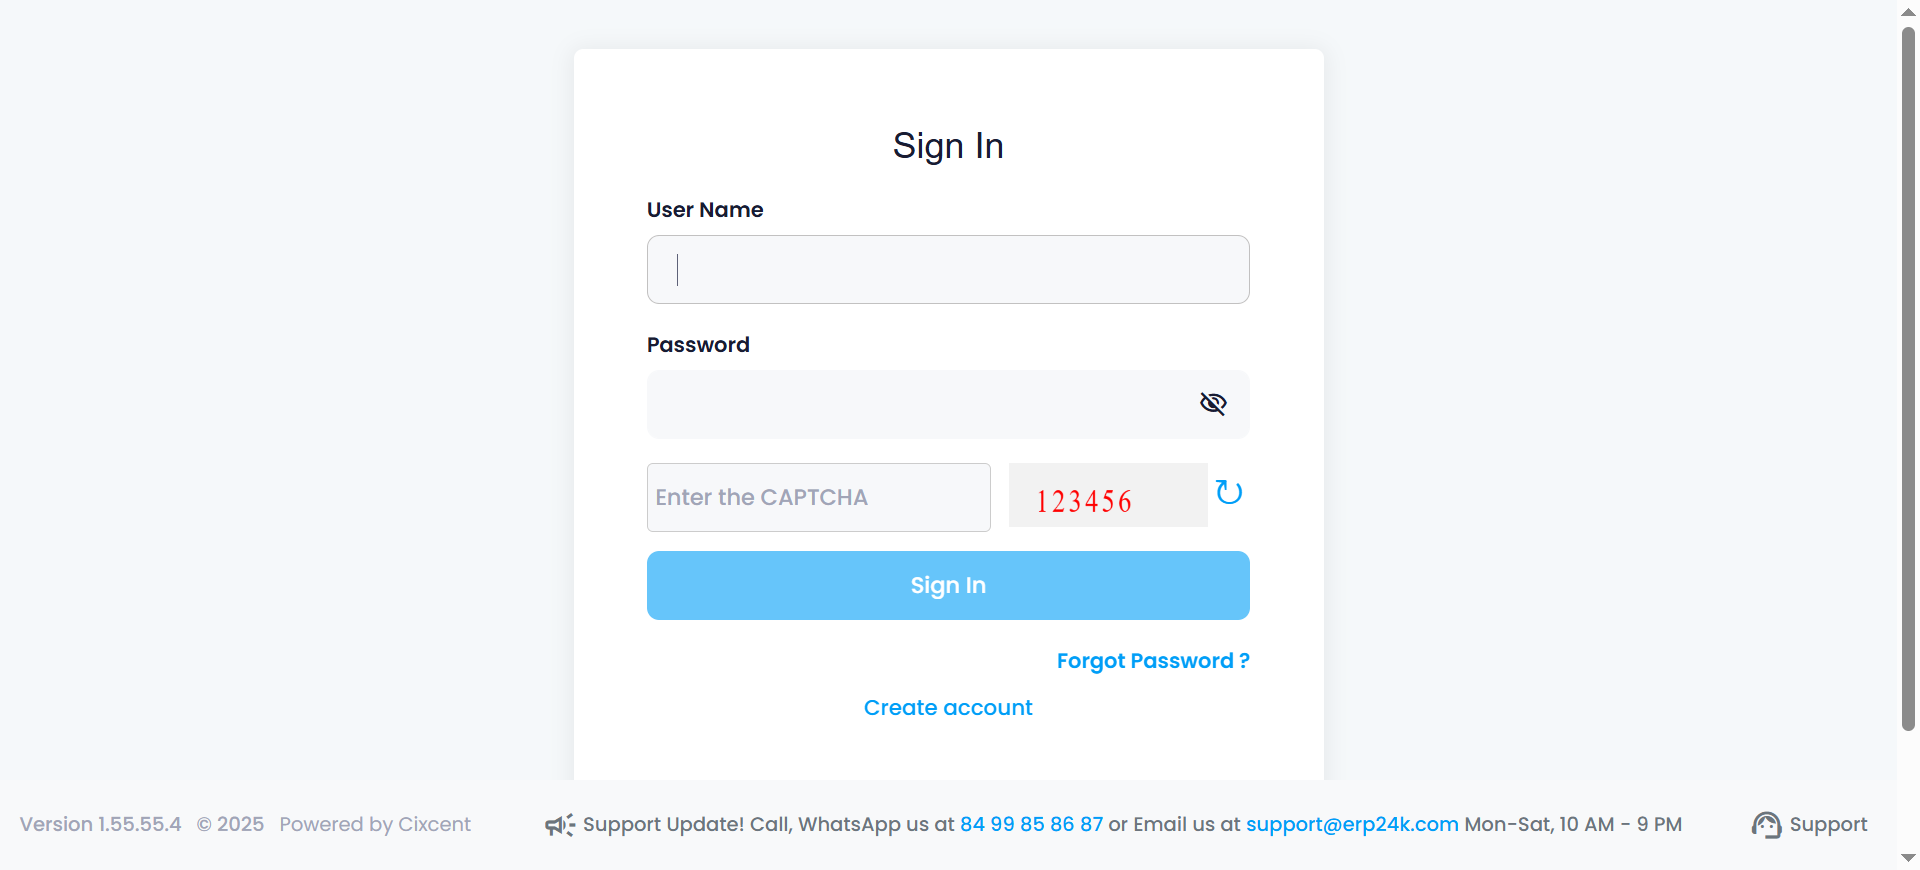 Sign In
User Name
Password
Enter the CAPTCHA
123456
Sign In
Forgot Password ?
Create account
Version 1.55.55.4 © 2025 Powered by Cixcent
Support Update! Call, WhatsApp us at 84 99 85 86 87 or Email us at support@erp24k.com Mon-Sat, 10 AM - 9 PM
Support